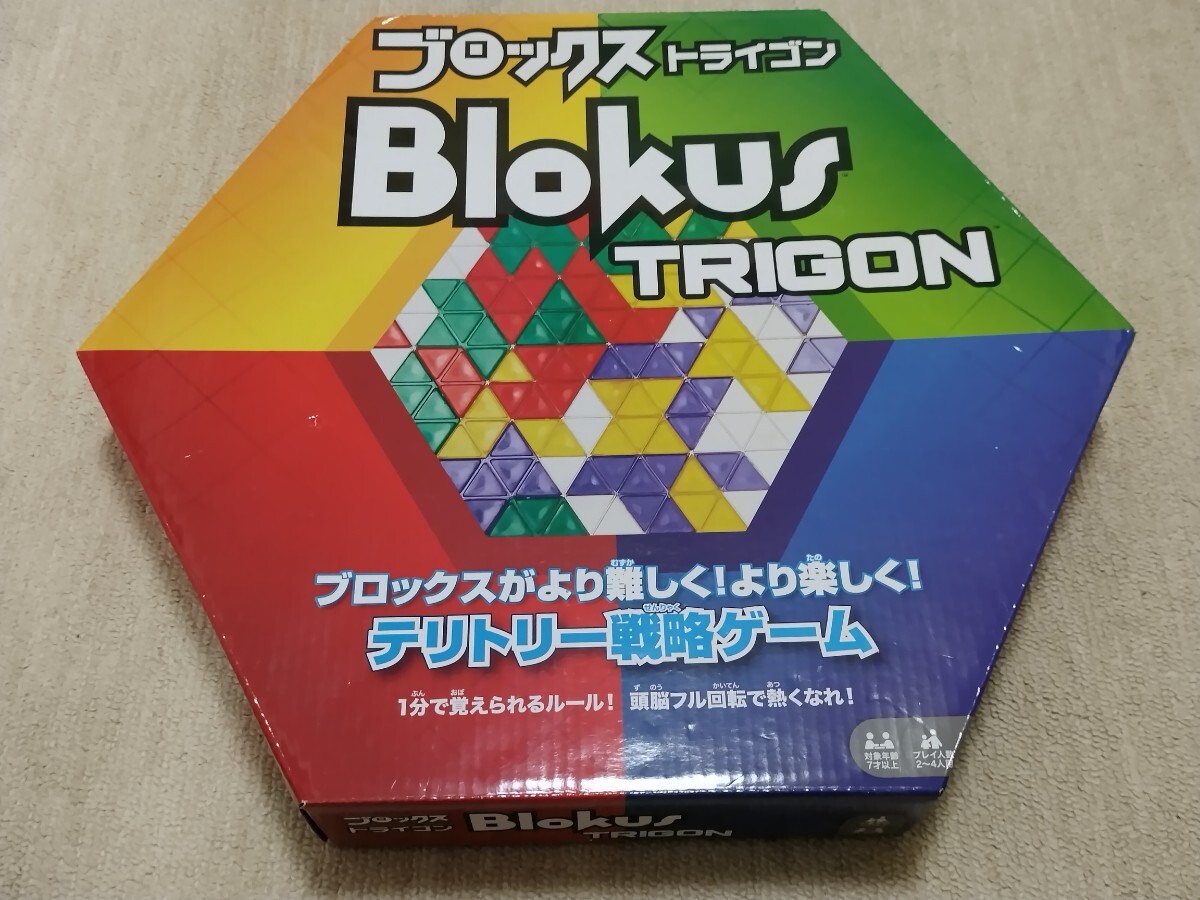 ブロックス トライゴン
Blokus™
TRIGON™
ブロックスがより難しく！より楽しく！
テリトリー戦略ゲーム
1分で覚えられるルール！ 頭脳フル回転で熱くなれ！
対象年齢 プレイ人数
7才以上 2～4人用
ブロックス
トライゴン Blokus
TRIGON